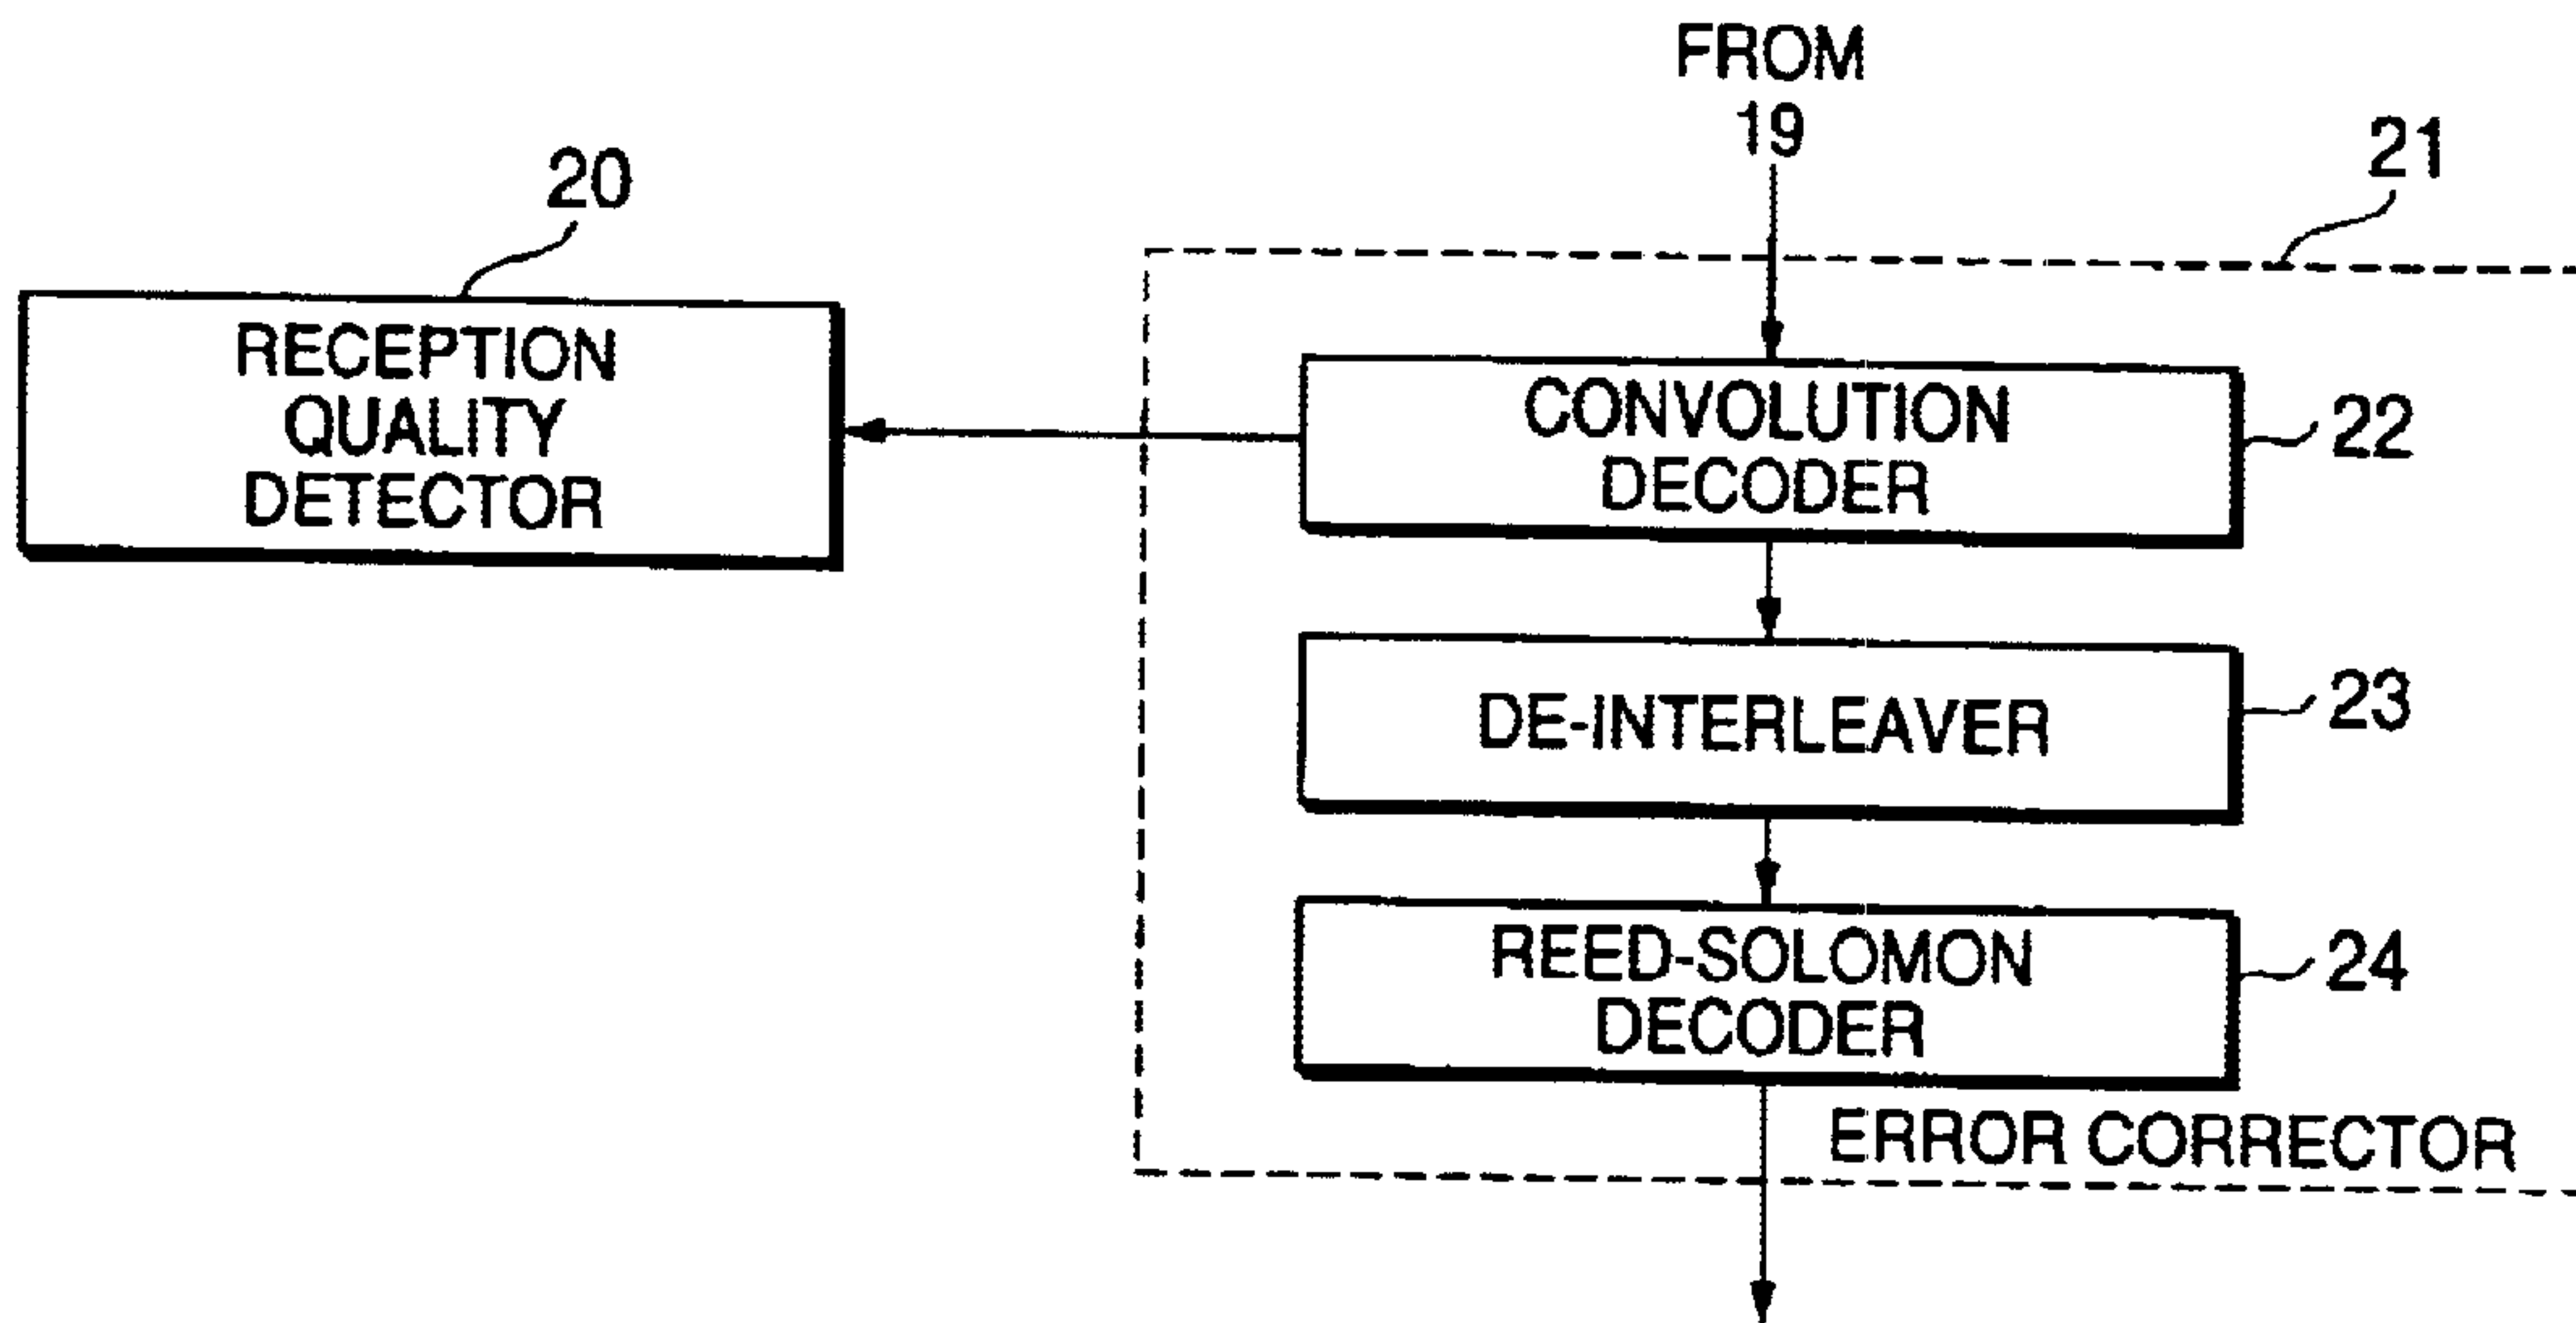 FROM
19
21
20
RECEPTION
QUALITY
DETECTOR
CONVOLUTION
DECODER
22
DE-INTERLEAVER
23
REED-SOLOMON
DECODER
24
ERROR CORRECTOR